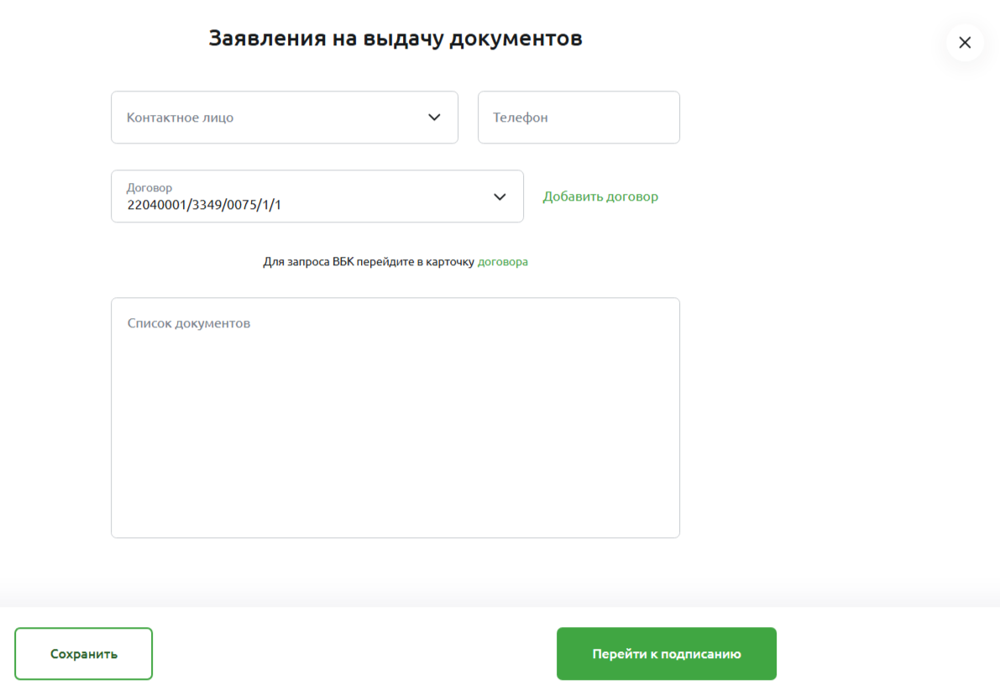 Заявления на выдачу документов
Контактное лицо
Телефон
Договор
22040001/3349/0075/1/1
Добавить договор
Для запроса ВБК перейдите в карточку договора
Список документов
Сохранить
Перейти к подписанию